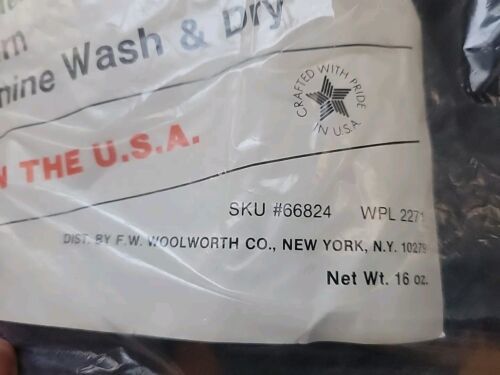 Wash & Dry
CRAFTED WITH PRIDE
IN U.S.A.
THE U.S.A.
SKU #66824 WPL 2271
DIST. BY F.W. WOOLWORTH CO., NEW YORK, N.Y. 10279
Net Wt. 16 oz.